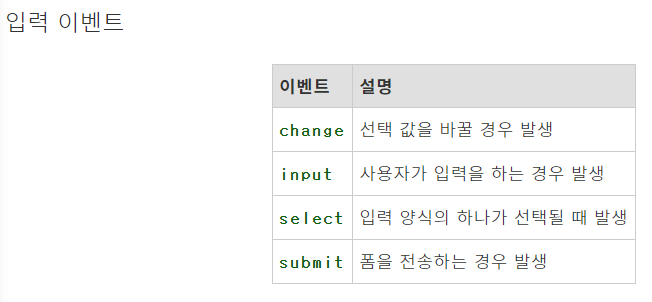 입력 이벤트
이벤트 설명
change 선택 값을 바꿀 경우 발생
input 사용자가 입력을 하는 경우 발생
select 입력 양식의 하나가 선택될 때 발생
submit 폼을 전송하는 경우 발생